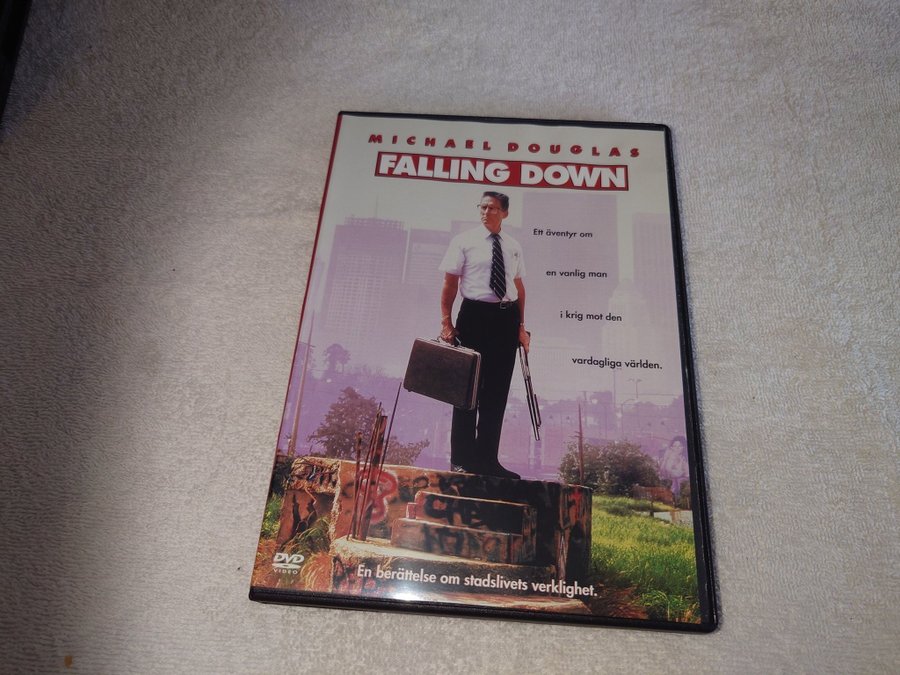 MICHAEL DOUGLAS
FALLING DOWN
Ett äventyr om
en vanlig man
i krig mot den
vardagliga världen.
En berättelse om stadslivets verklighet.
DVD
VIDEO